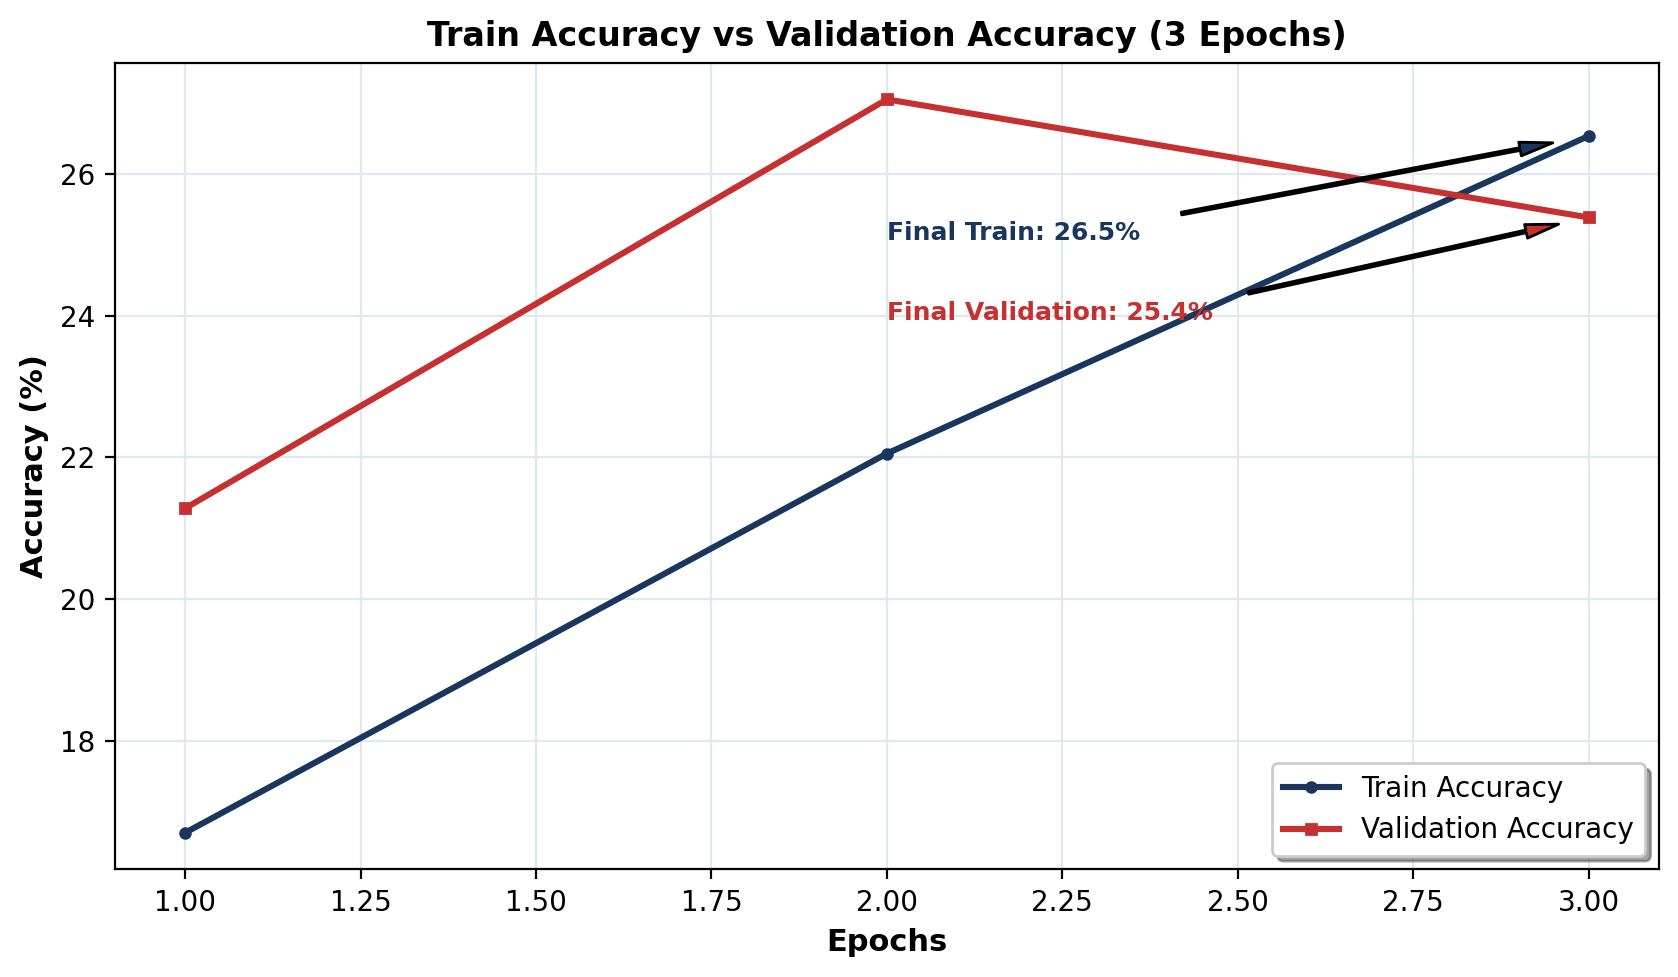 Train Accuracy vs Validation Accuracy (3 Epochs)
Accuracy (%)
26
24
22
20
18
Final Train: 26.5%
Final Validation: 25.4%
Train Accuracy
Validation Accuracy
1.00 1.25 1.50 1.75 2.00 2.25 2.50 2.75 3.00
Epochs